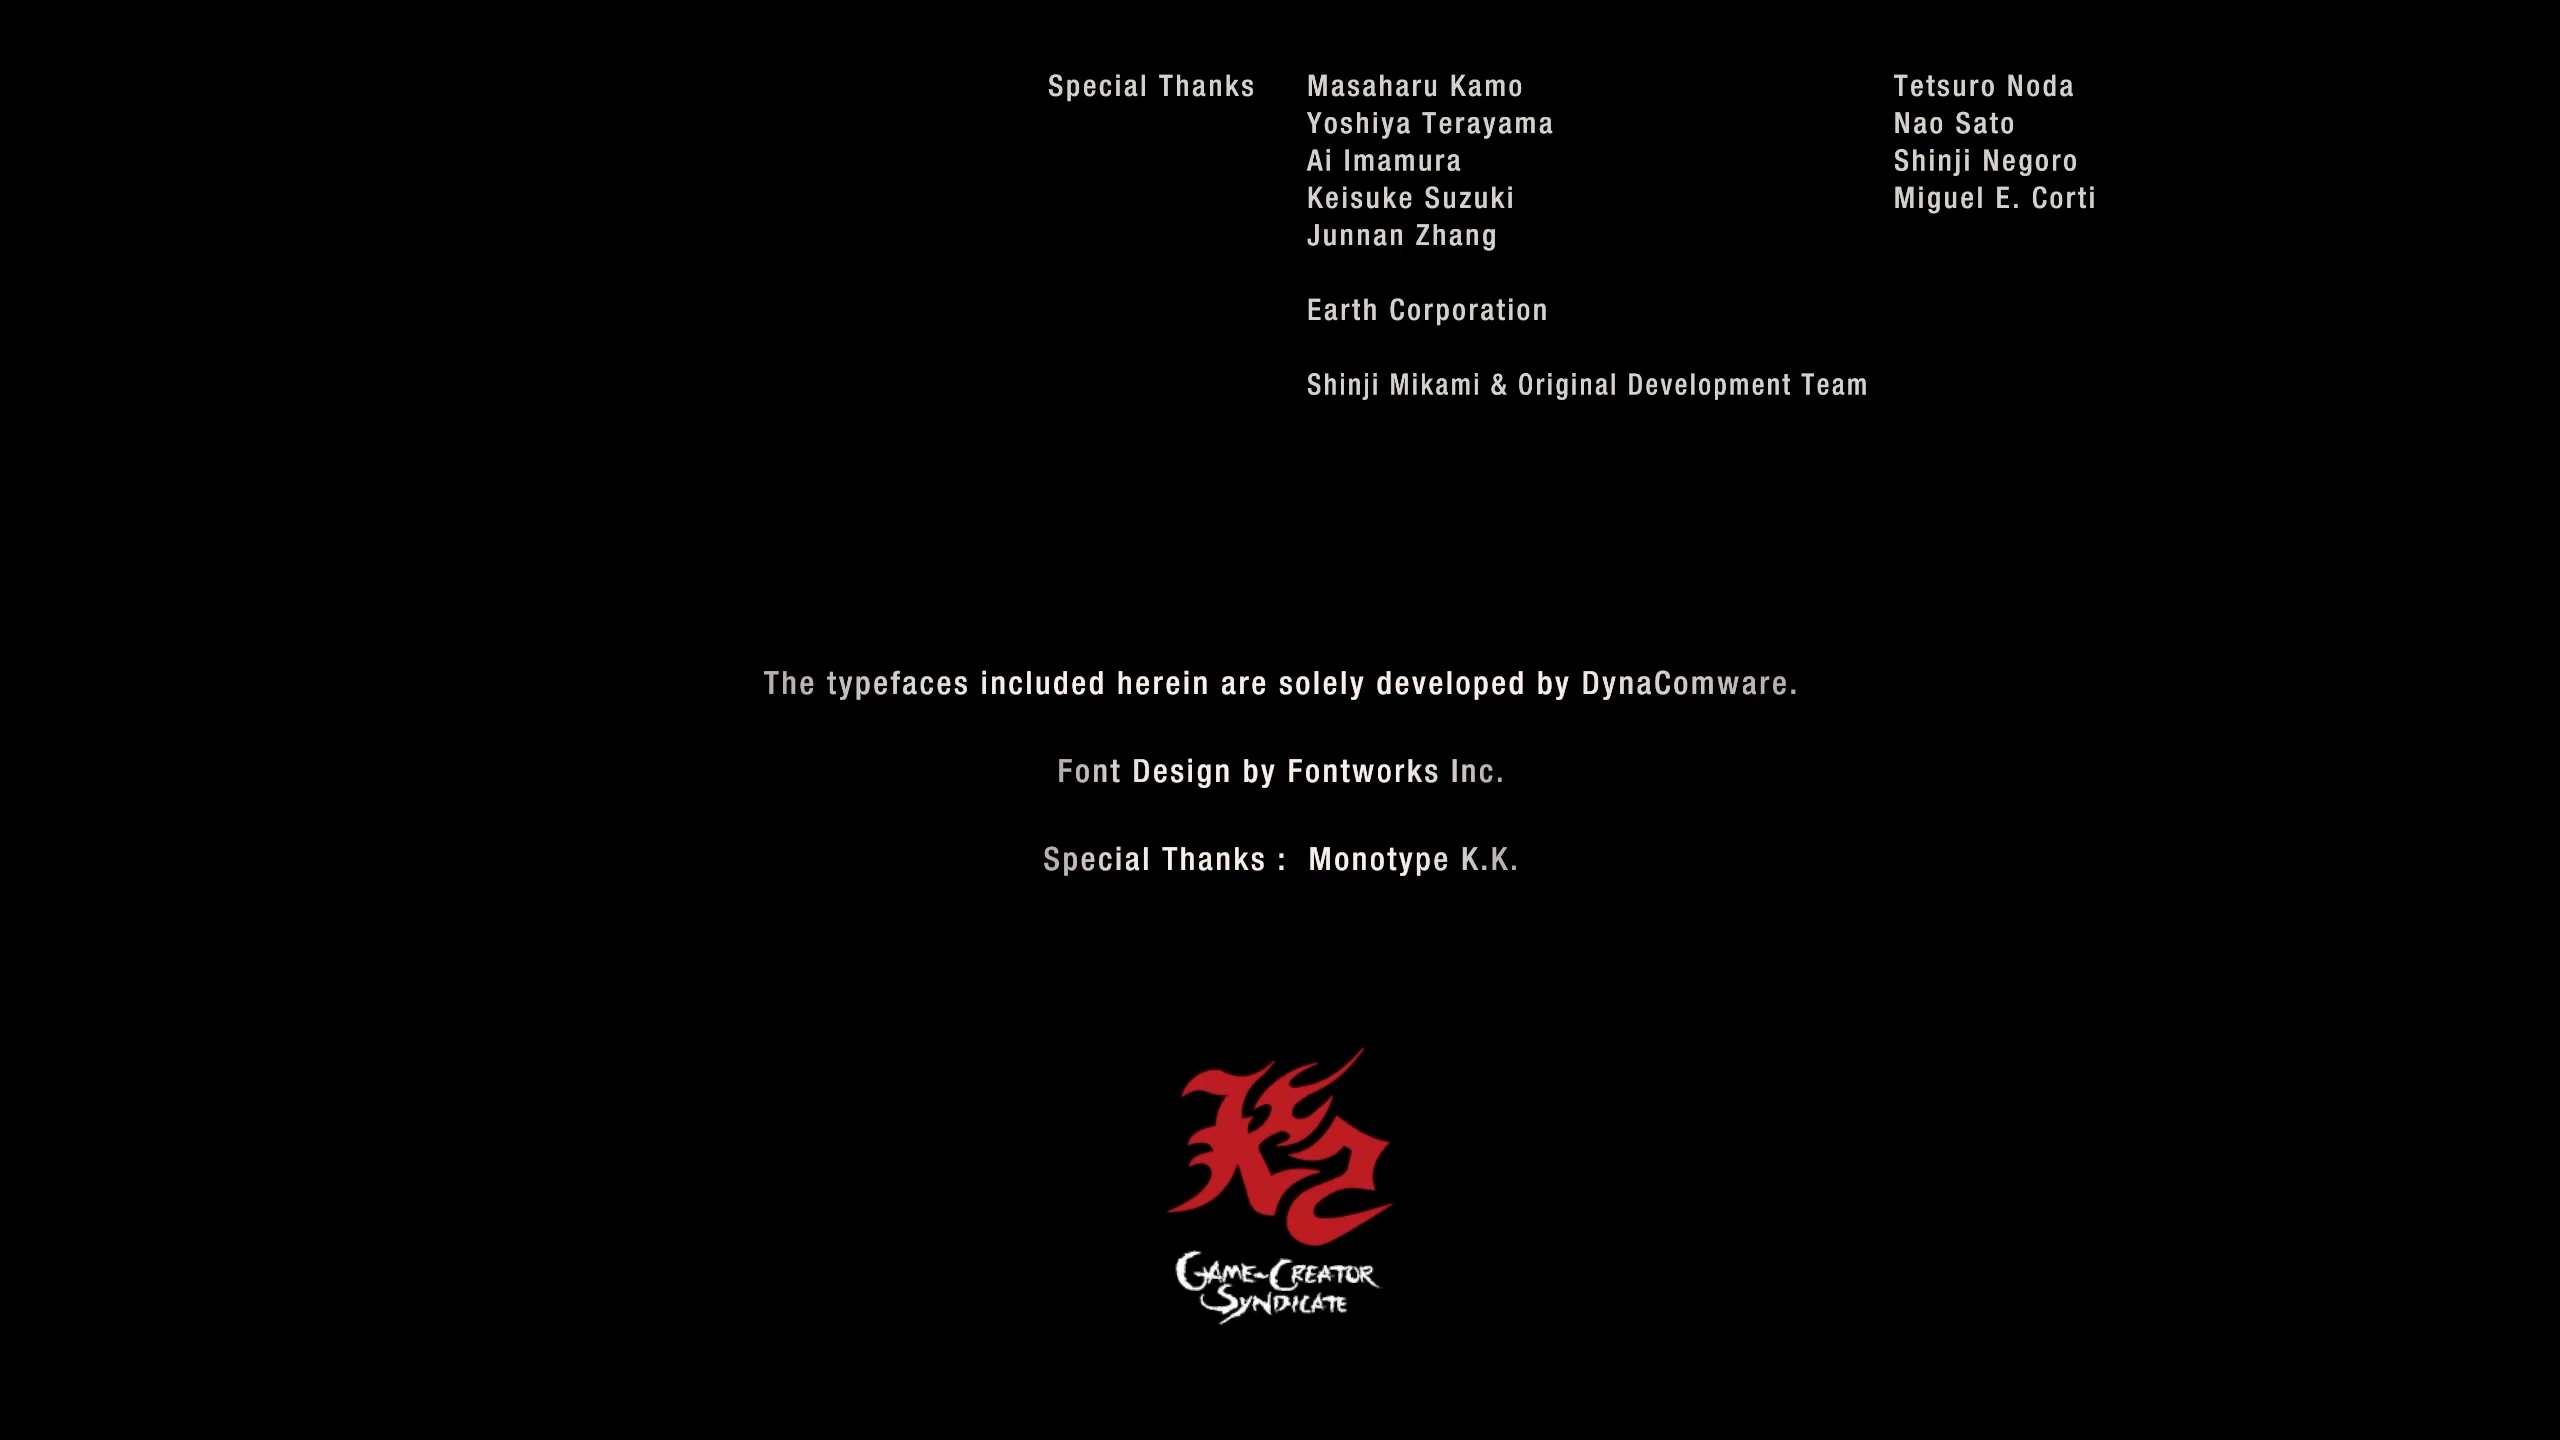 Special Thanks
Masaharu Kamo
Yoshiya Terayama
Ai Imamura
Keisuke Suzuki
Junnan Zhang
Tetsuro Noda
Nao Sato
Shinji Negoro
Miguel E. Corti
Earth Corporation
Shinji Mikami & Original Development Team
The typefaces included herein are solely developed by DynaComware.
Font Design by Fontworks Inc.
Special Thanks : Monotype K.K.
K2
GAME-CREATOR
SYNDICATE